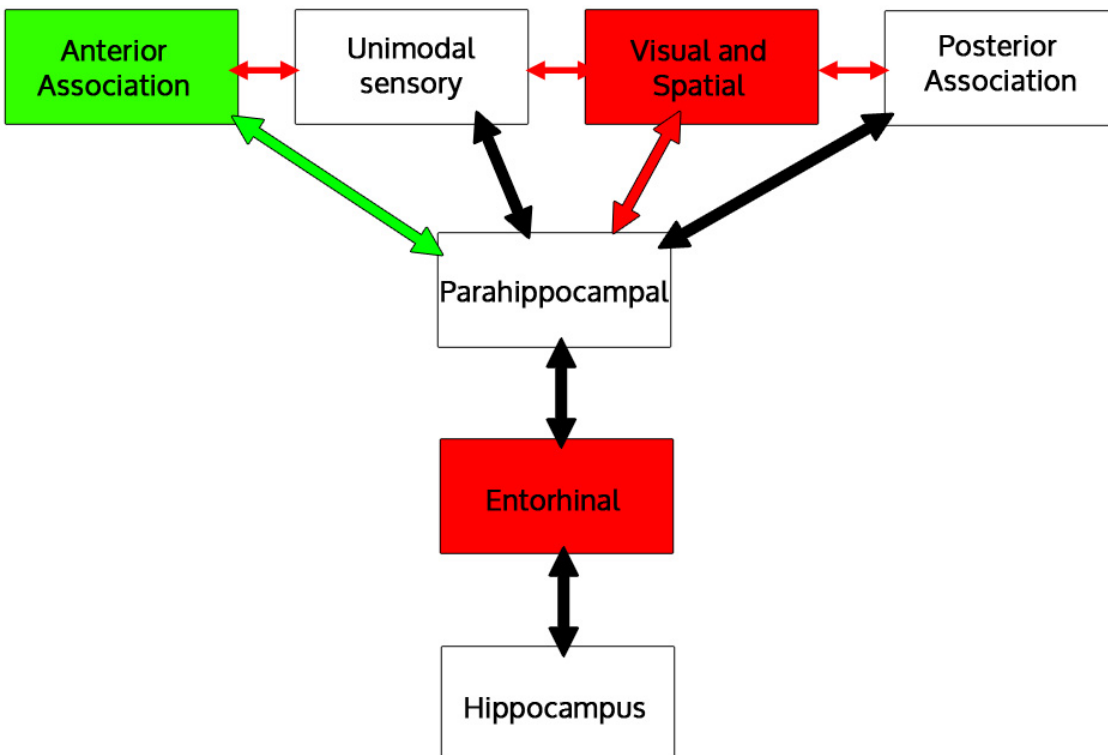 Anterior
Association
Unimodal
sensory
Visual and
Spatial
Posterior
Association
Parahippocampal
Entorhinal
Hippocampus